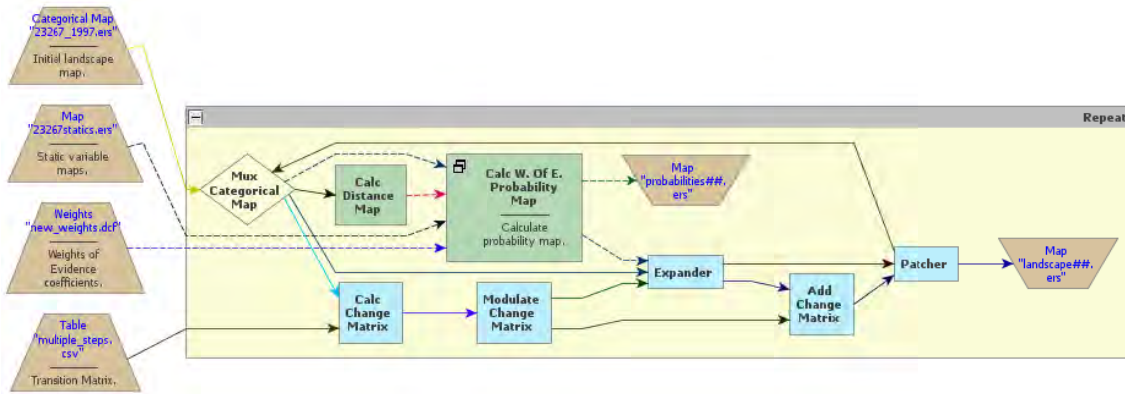 Categorical Map
"23267_1997.ers"
Initial landscape
map.
Map
"23267statics.ers"
Static variable
maps.
Weights
"new_weights.dcf"
Weights of
Evidence
coefficients.
Table
"multiple_steps.
csv"
Transition Matrix.
Repeat
Mux
Categorical
Map
Calc
Distance
Map
Calc W. Of E.
Probability
Map
Calculate
probability map.
Map
"probabilities##.
ers"
Calc
Change
Matrix
Modulate
Change
Matrix
Expander
Add
Change
Matrix
Patcher
Map
"landscape##.
ers"